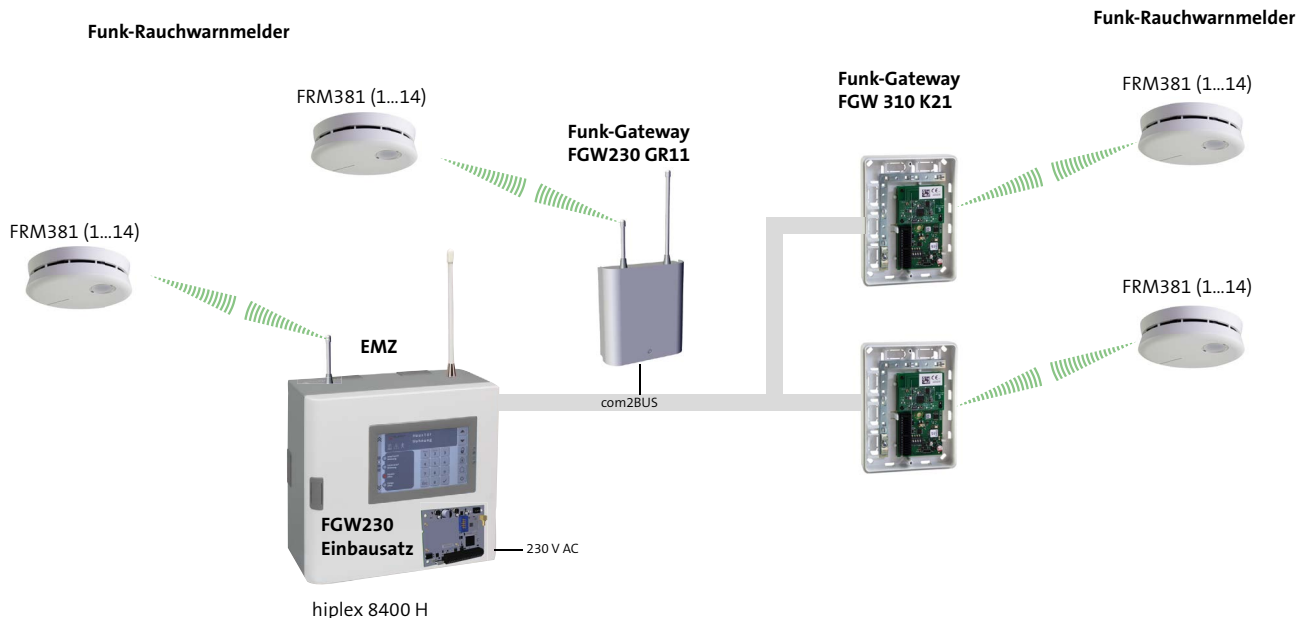 Funk-Rauchwarnmelder
Funk-Rauchwarnmelder
FRM381 (1...14)
Funk-Gateway
FGW230 GR11
Funk-Gateway
FGW 310 K21
FRM381 (1...14)
FRM381 (1...14)
FRM381 (1...14)
EMZ
com2BUS
FGW230
Einbausatz
230 V AC
hiplex 8400 H